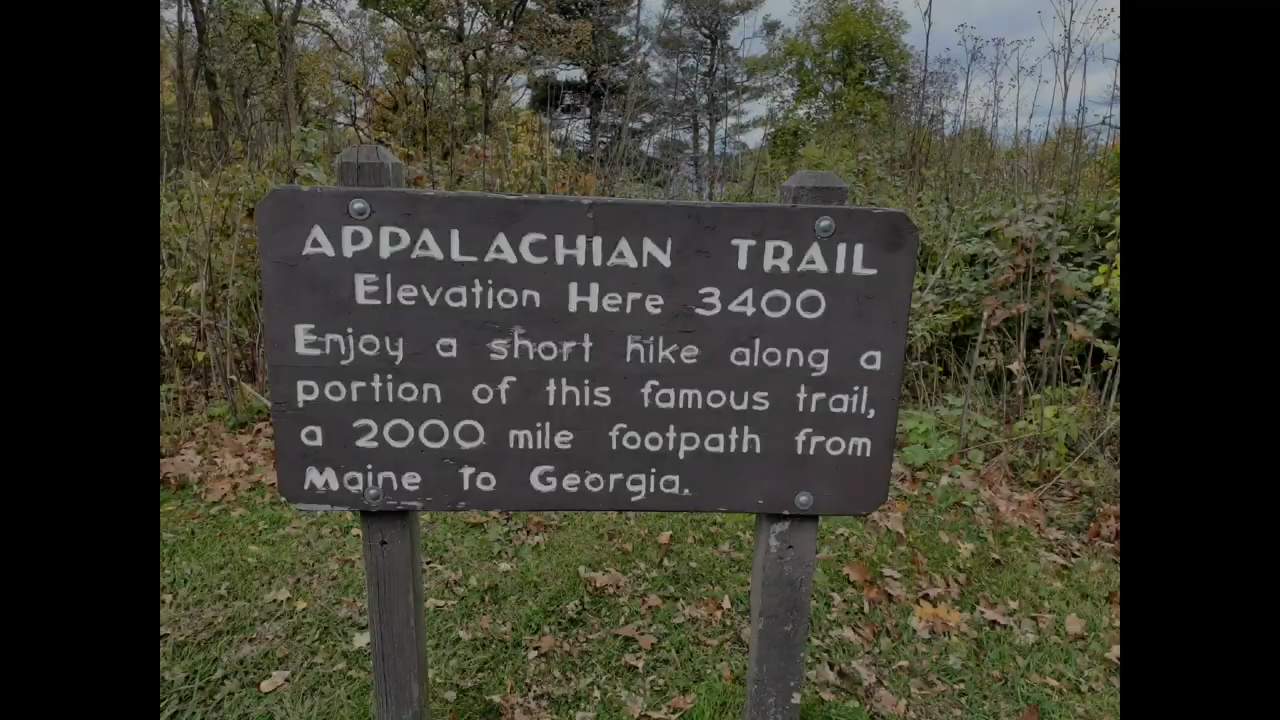 APPALACHIAN TRAIL
Elevation Here 3400
Enjoy a short hike along a
portion of this famous trail,
a 2000 mile footpath from
Maine to Georgia.